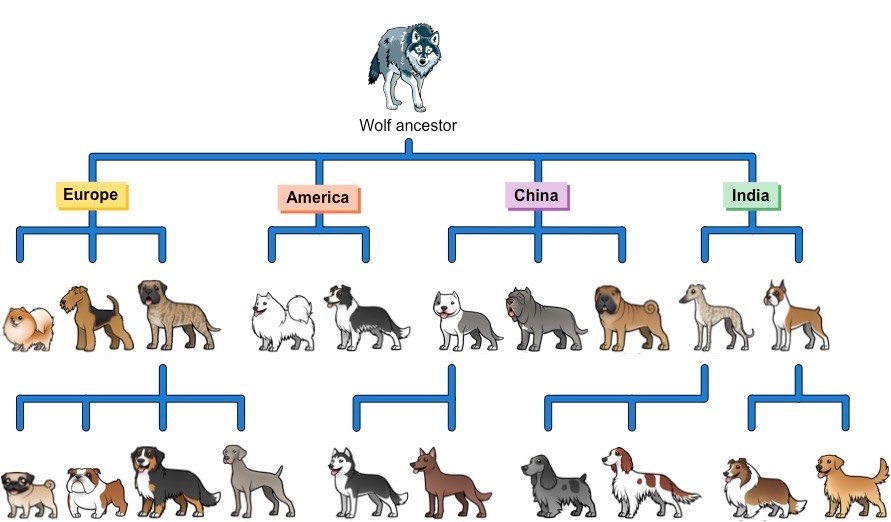 Wolf ancestor
Europe
America
China
India